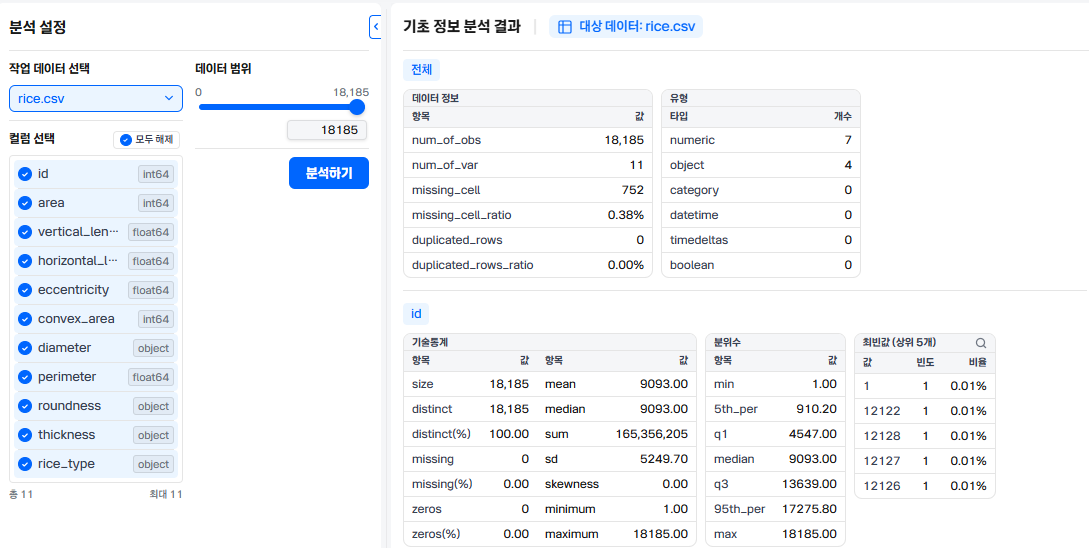 분석 설정
작업 데이터 선택
rice.csv
컬럼 선택
모두 해제
id int64
area int64
vertical_len··· float64
horizontal_l··· float64
eccentricity float64
convex_area int64
diameter object
perimeter float64
roundness object
thickness object
rice_type object
총 11 최대 11
데이터 범위
0 18,185
18185
분석하기
기초 정보 분석 결과
대상 데이터: rice.csv
전체
데이터 정보
항목 값
num_of_obs 18,185
num_of_var 11
missing_cell 752
missing_cell_ratio 0.38%
duplicated_rows 0
duplicated_rows_ratio 0.00%
유형
타입 개수
numeric 7
object 4
category 0
datetime 0
timedeltas 0
boolean 0
id
기술통계
항목 값 항목 값
size 18,185 mean 9093.00
distinct 18,185 median 9093.00
distinct(%) 100.00 sum 165,356,205
missing 0 sd 5249.70
missing(%) 0.00 skewness 0.00
zeros 0 minimum 1.00
zeros(%) 0.00 maximum 18185.00
분위수
항목 값
min 1.00
5th_per 910.20
q1 4547.00
median 9093.00
q3 13639.00
95th_per 17275.80
max 18185.00
최빈값 (상위 5개)
값 빈도 비율
1 1 0.01%
12122 1 0.01%
12128 1 0.01%
12127 1 0.01%
12126 1 0.01%